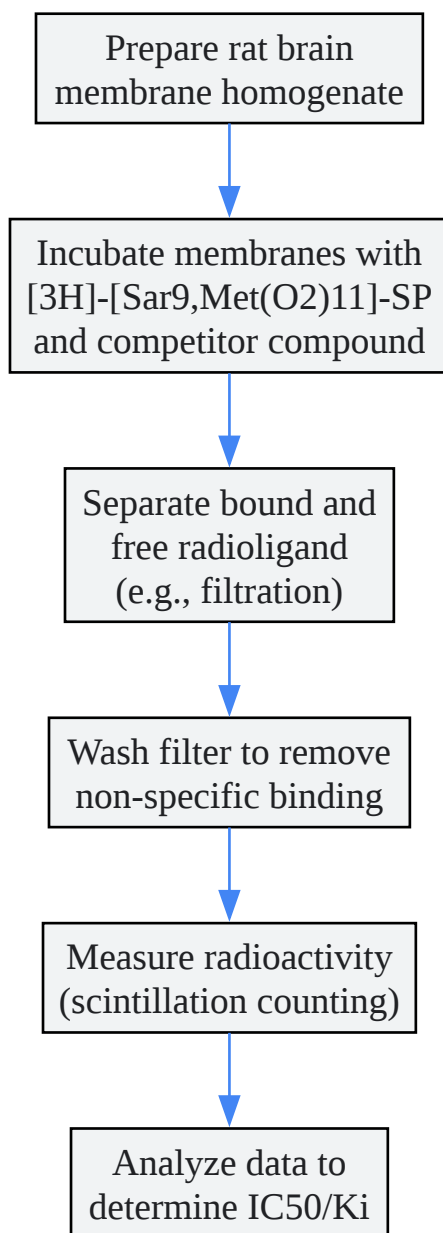 Prepare rat brain
membrane homogenate
Incubate membranes with
[3H]-[Sar9,Met(O2)11]-SP
and competitor compound
Separate bound and
free radioligand
(e.g., filtration)
Wash filter to remove
non-specific binding
Measure radioactivity
(scintillation counting)
Analyze data to
determine IC50/Ki